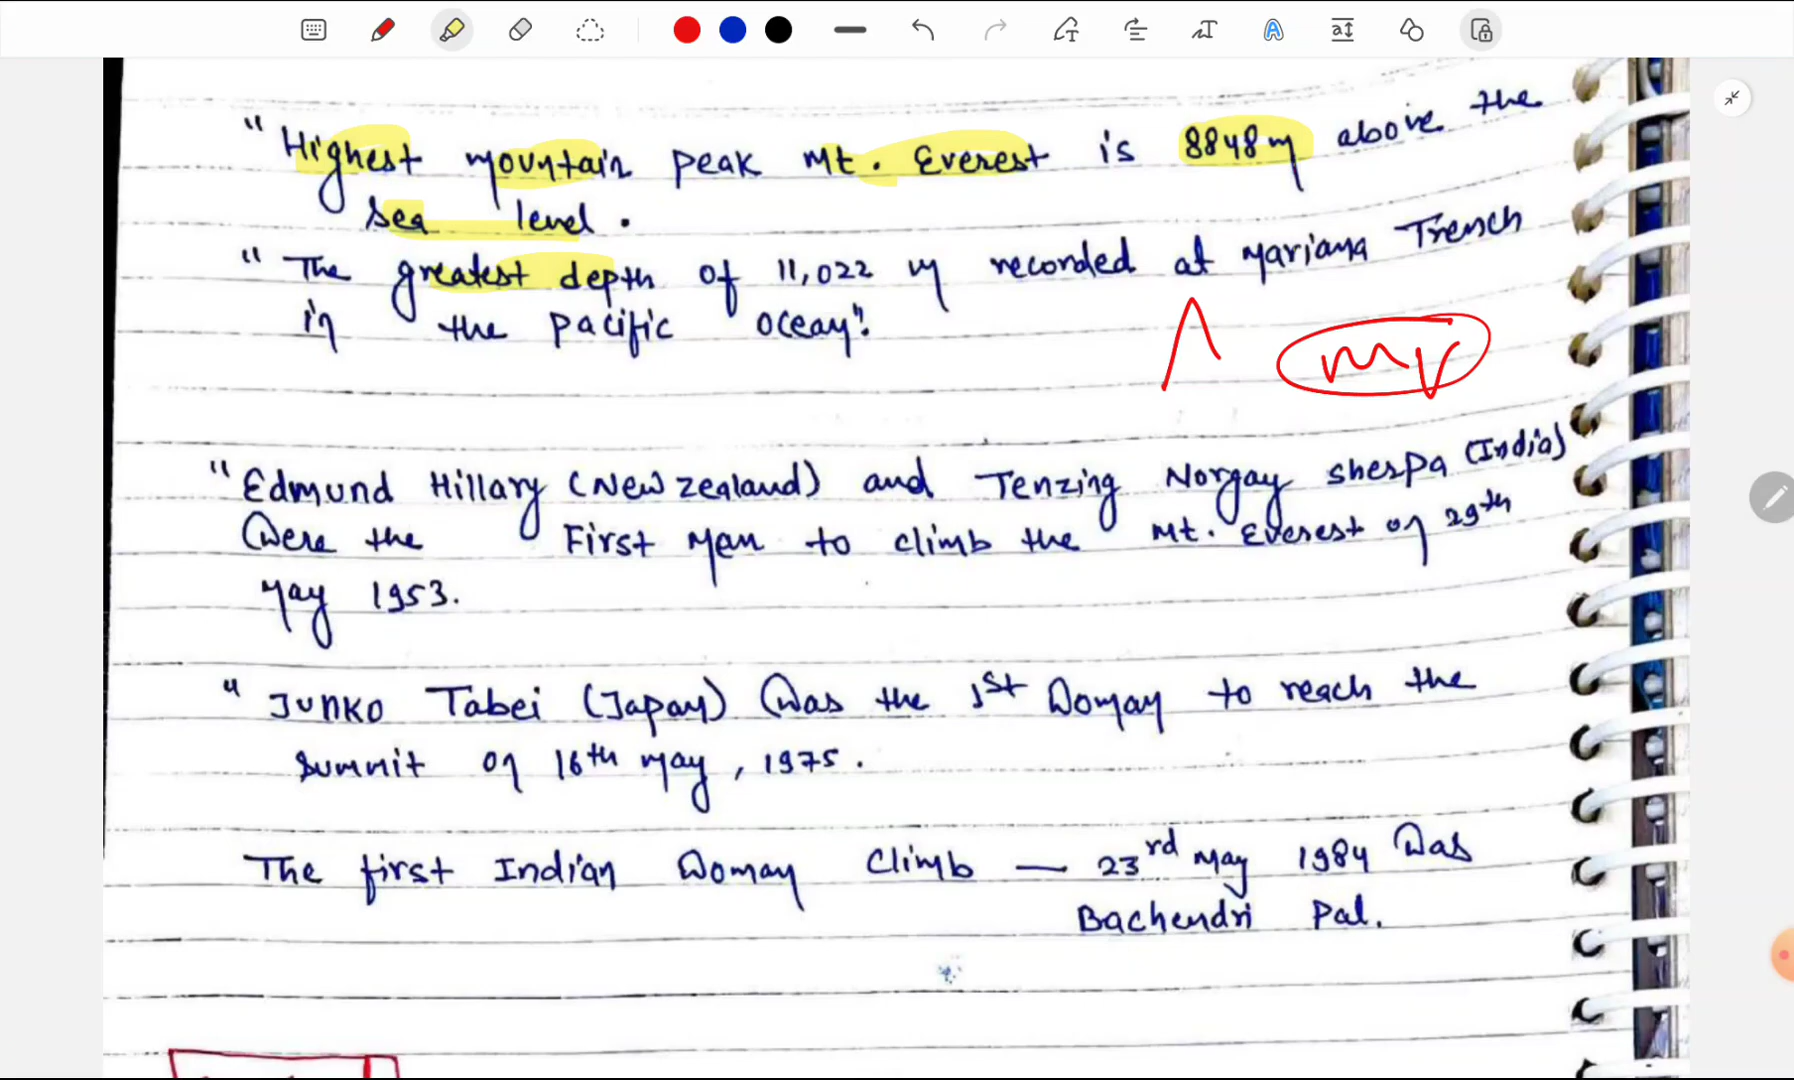 " Highest mountain peak Mt. Everest is 8848 m above the
sea level.
" The greatest depth of 11,022 m recorded at Mariana Trench
in the pacific ocean".
Λ mv
" Edmund Hillary (New zealand) and Tenzing Norgay sherpa (India)
Were the First Man to climb the Mt. Everest on 29th
May 1953.
" JUNKO Tabei (Japan) Was the 1st Woman to reach the
summit on 16th may, 1975.
The first Indian Woman Climb — 23rd May 1984 Was
Bachendri Pal.